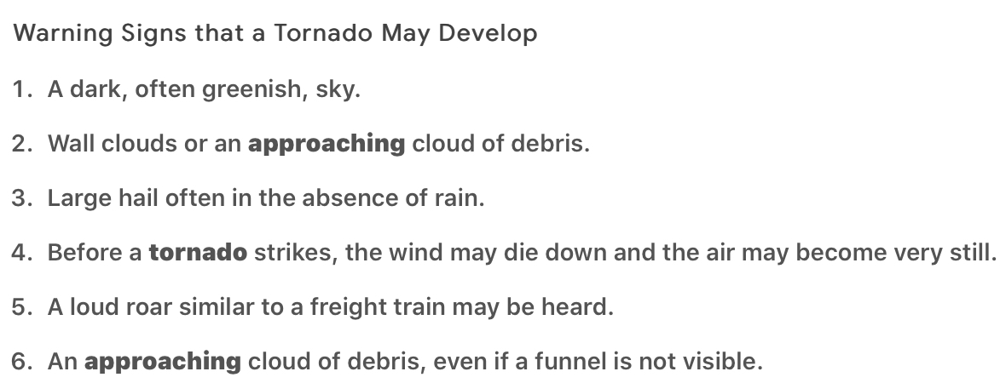 Warning Signs that a Tornado May Develop
1. A dark, often greenish, sky.
2. Wall clouds or an approaching cloud of debris.
3. Large hail often in the absence of rain.
4. Before a tornado strikes, the wind may die down and the air may become very still.
5. A loud roar similar to a freight train may be heard.
6. An approaching cloud of debris, even if a funnel is not visible.